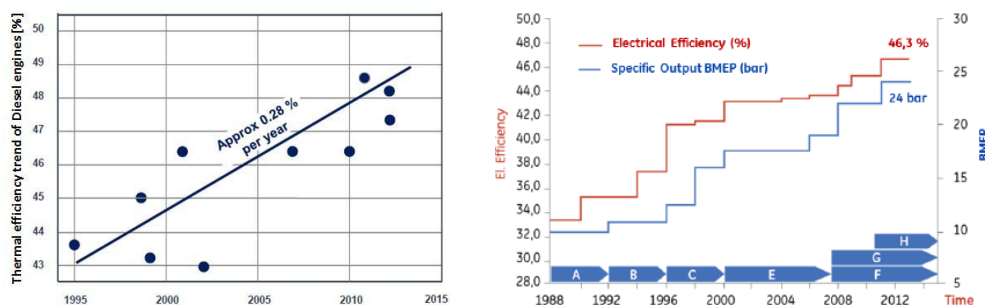 Thermal efficiency trend of Diesel engines [%]
50
49
48
47
46
45
44
43
Approx 0.28 %
per year
1995
2000
2005
2010
2015
50,0
48,0
46,0
44,0
42,0
40,0
38,0
36,0
34,0
32,0
30,0
28,0
El. Efficiency
Electrical Efficiency (%)
Specific Output BMEP (bar)
46,3 %
24 bar
30
25
20
15
10
5
BMEP
H
G
A B C E F
1988 1992 1996 2000 2004 2008 2012 Time